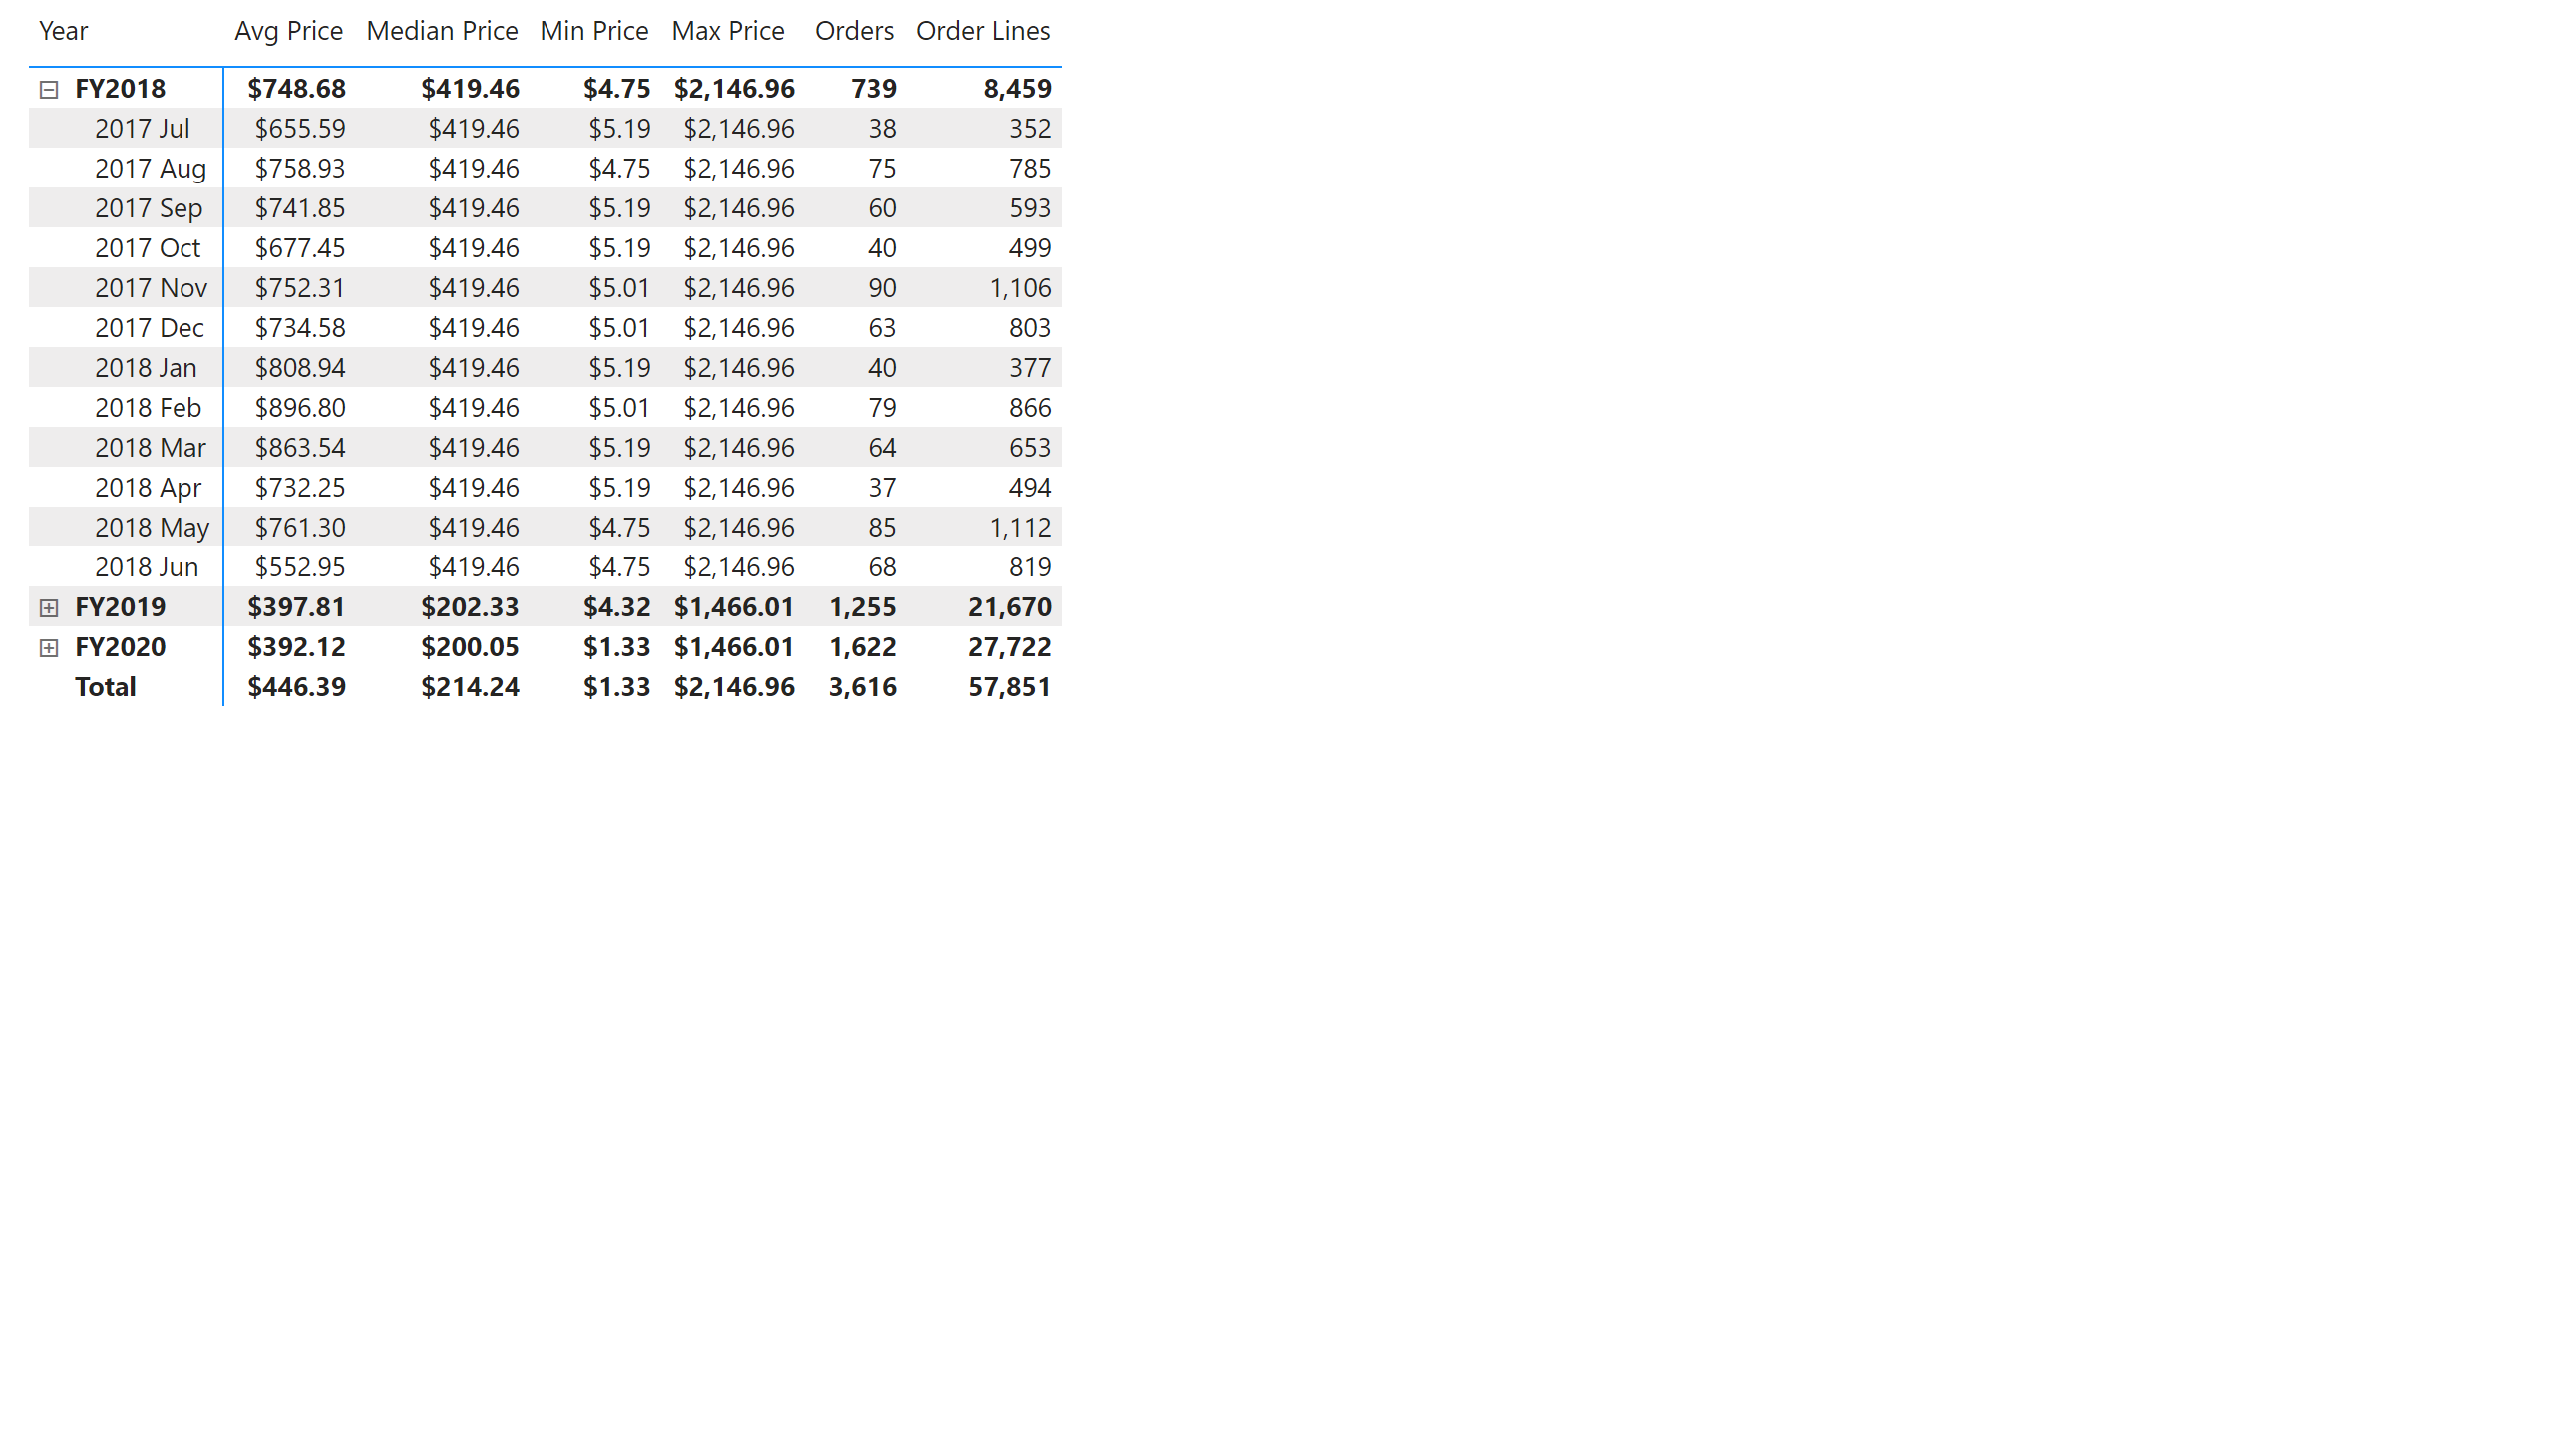 Year Avg Price Median Price Min Price Max Price Orders Order Lines
FY2018 $748.68 $419.46 $4.75 $2,146.96 739 8,459
2017 Jul $655.59 $419.46 $5.19 $2,146.96 38 352
2017 Aug $758.93 $419.46 $4.75 $2,146.96 75 785
2017 Sep $741.85 $419.46 $5.19 $2,146.96 60 593
2017 Oct $677.45 $419.46 $5.19 $2,146.96 40 499
2017 Nov $752.31 $419.46 $5.01 $2,146.96 90 1,106
2017 Dec $734.58 $419.46 $5.01 $2,146.96 63 803
2018 Jan $808.94 $419.46 $5.19 $2,146.96 40 377
2018 Feb $896.80 $419.46 $5.01 $2,146.96 79 866
2018 Mar $863.54 $419.46 $5.19 $2,146.96 64 653
2018 Apr $732.25 $419.46 $5.19 $2,146.96 37 494
2018 May $761.30 $419.46 $4.75 $2,146.96 85 1,112
2018 Jun $552.95 $419.46 $4.75 $2,146.96 68 819
FY2019 $397.81 $202.33 $4.32 $1,466.01 1,255 21,670
FY2020 $392.12 $200.05 $1.33 $1,466.01 1,622 27,722
Total $446.39 $214.24 $1.33 $2,146.96 3,616 57,851